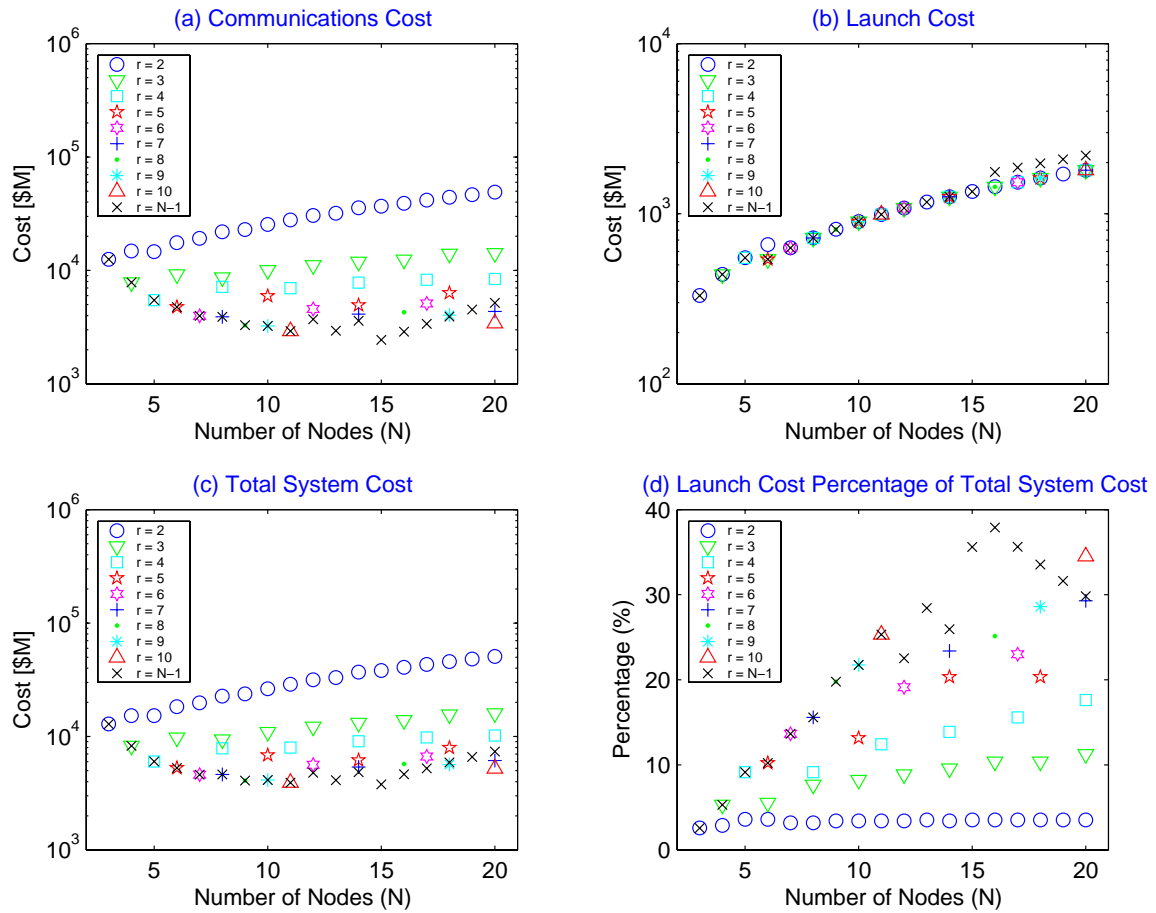 (a) Communications Cost
10^6
10^5
10^4
10^3
Cost [$M]
r = 2
r = 3
r = 4
r = 5
r = 6
r = 7
r = 8
r = 9
r = 10
r = N−1
5
10
15
20
Number of Nodes (N)
(b) Launch Cost
10^4
10^3
10^2
Cost [$M]
r = 2
r = 3
r = 4
r = 5
r = 6
r = 7
r = 8
r = 9
r = 10
r = N−1
5
10
15
20
Number of Nodes (N)
(c) Total System Cost
10^6
10^5
10^4
10^3
Cost [$M]
r = 2
r = 3
r = 4
r = 5
r = 6
r = 7
r = 8
r = 9
r = 10
r = N−1
5
10
15
20
Number of Nodes (N)
(d) Launch Cost Percentage of Total System Cost
40
30
20
10
0
Percentage (%)
r = 2
r = 3
r = 4
r = 5
r = 6
r = 7
r = 8
r = 9
r = 10
r = N−1
5
10
15
20
Number of Nodes (N)